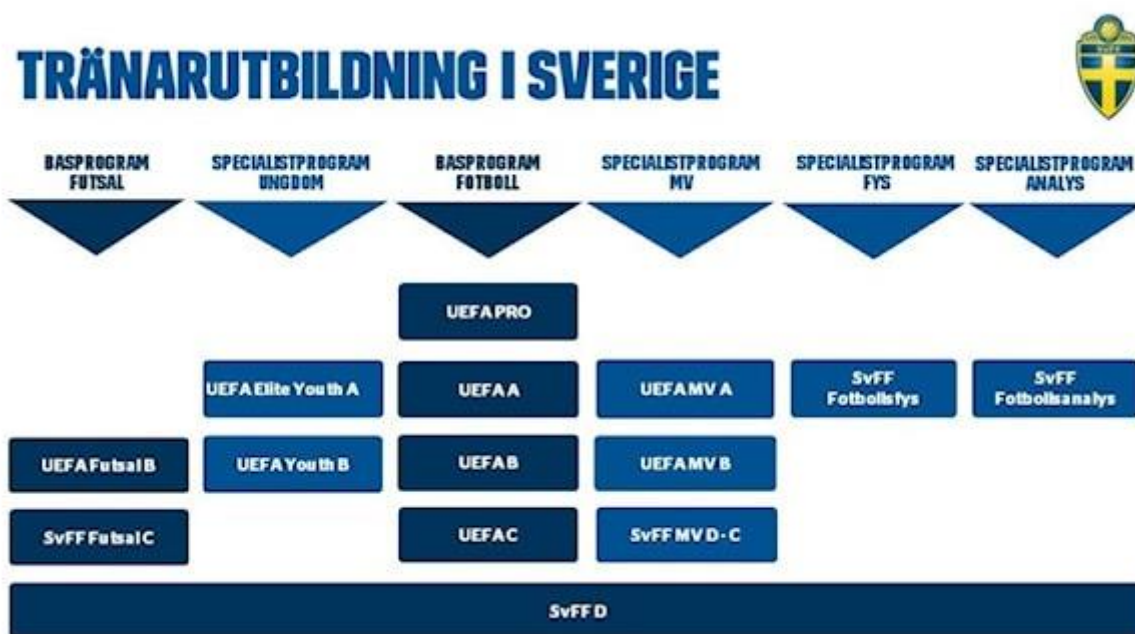 TRÄNARUTBILDNING I SVERIGE
SvFF
BASPROGRAM
FUTSAL
SPECIALISTPROGRAM
UNGDOM
BASPROGRAM
FOTBOLL
SPECIALISTPROGRAM
MV
SPECIALISTPROGRAM
FYS
SPECIALISTPROGRAM
ANALYS
UEFA PRO
UEFA Elite Youth A
UEFA A
UEFA MV A
SvFF
Fotbollsfys
SvFF
Fotbollsanalys
UEFA Futsal B
UEFA Youth B
UEFA B
UEFA MV B
SvFF Futsal C
UEFA C
SvFF MV D - C
SvFF D